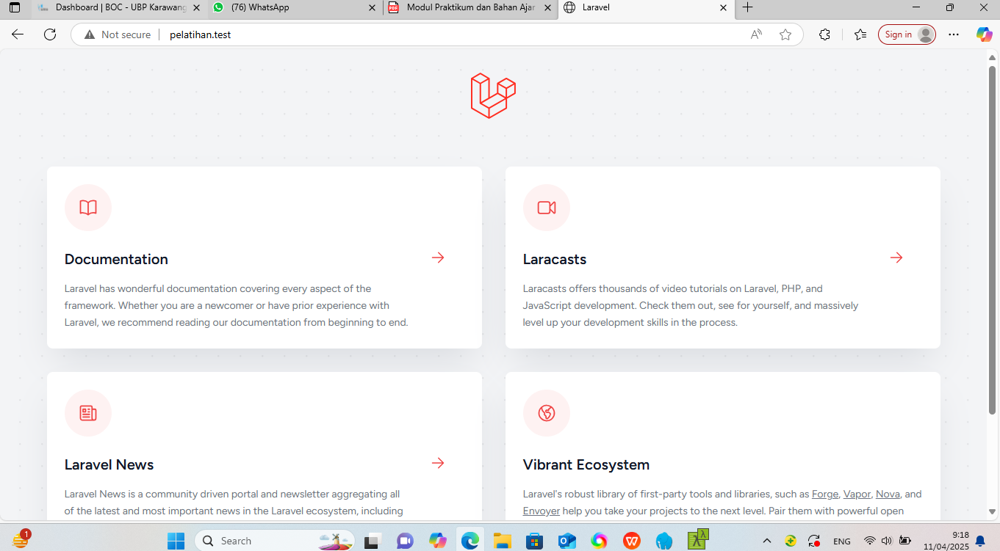 Dashboard | BOC - UBP Karawang
(76) WhatsApp
PDF
Modul Praktikum dan Bahan Ajar
Laravel
Not secure
pelatihan.test
Sign in
Documentation
Laravel has wonderful documentation covering every aspect of the
framework. Whether you are a newcomer or have prior experience with
Laravel, we recommend reading our documentation from beginning to end.
Laracasts
Laracasts offers thousands of video tutorials on Laravel, PHP, and
JavaScript development. Check them out, see for yourself, and massively
level up your development skills in the process.
Laravel News
Laravel News is a community driven portal and newsletter aggregating all
of the latest and most important news in the Laravel ecosystem, including
Vibrant Ecosystem
Laravel's robust library of first-party tools and libraries, such as Forge, Vapor, Nova, and
Envoyer help you take your projects to the next level. Pair them with powerful open
1
Search
ENG
9:18
11/04/2025